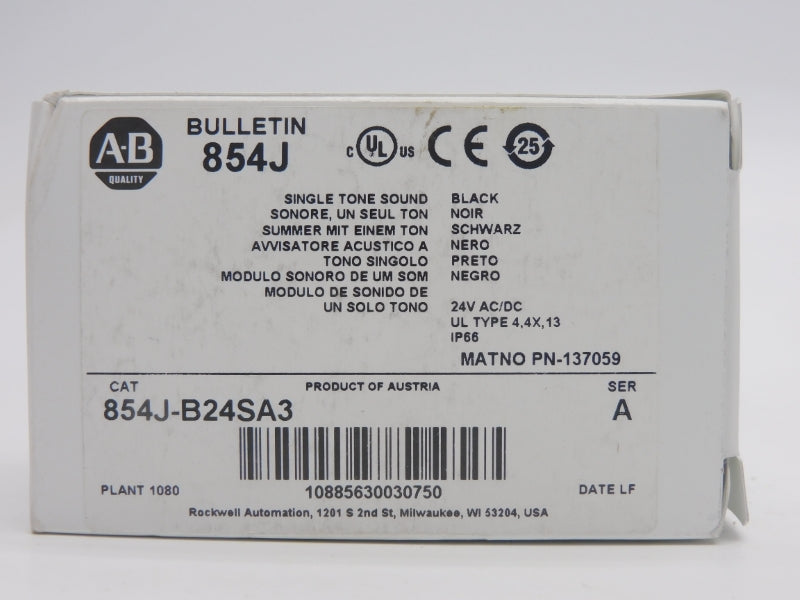 A-B
QUALITY
BULLETIN
854J
C UL US CE 25
SINGLE TONE SOUND BLACK
SONORE, UN SEUL TON NOIR
SUMMER MIT EINEM TON SCHWARZ
AVVISATORE ACUSTICO A NERO
TONO SINGOLO PRETO
MODULO SONORO DE UM SOM NEGRO
MODULO DE SONIDO DE
UN SOLO TONO 24V AC/DC
UL TYPE 4,4X,13
IP66
MATNO PN-137059
CAT PRODUCT OF AUSTRIA SER
854J-B24SA3 A
PLANT 1080 10885630030750 DATE LF
Rockwell Automation, 1201 S 2nd St, Milwaukee, WI 53204, USA